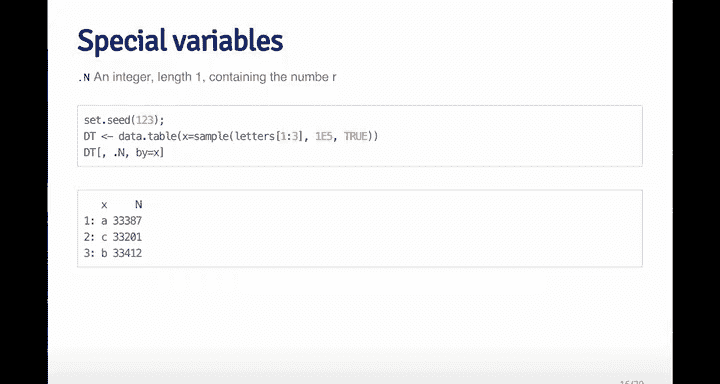 Special variables
.N An integer, length 1, containing the numbe r
set.seed(123);
DT <- data.table(x=sample(letters[1:3], 1E5, TRUE))
DT[, .N, by=x]
x N
1: a 33387
2: c 33201
3: b 33412